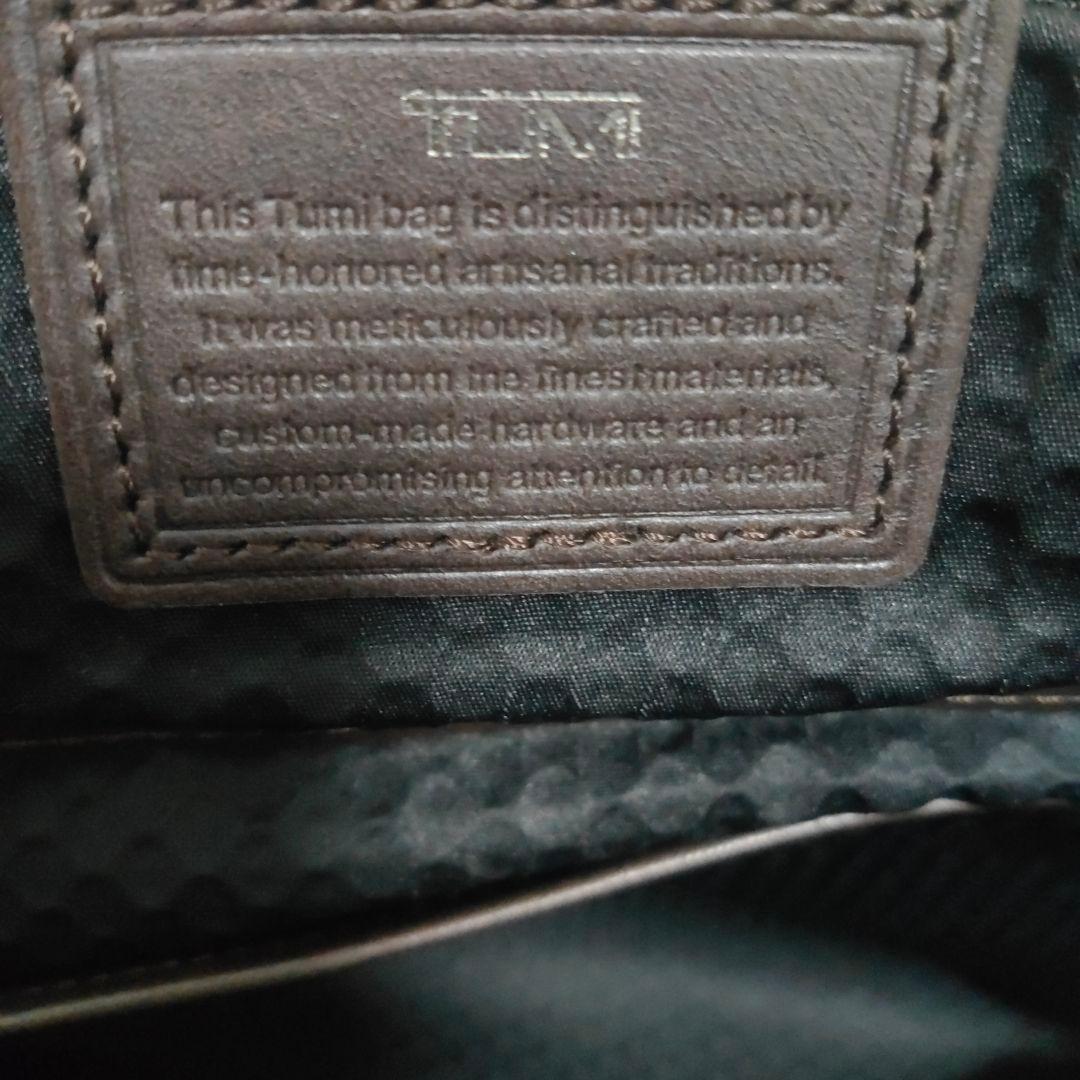 TUMI
This Tumi bag is distinguished by
time-honored artisanal traditions.
It was meticulously crafted and
designed from the finest materials,
custom-made hardware and an
uncompromising attention to detail.